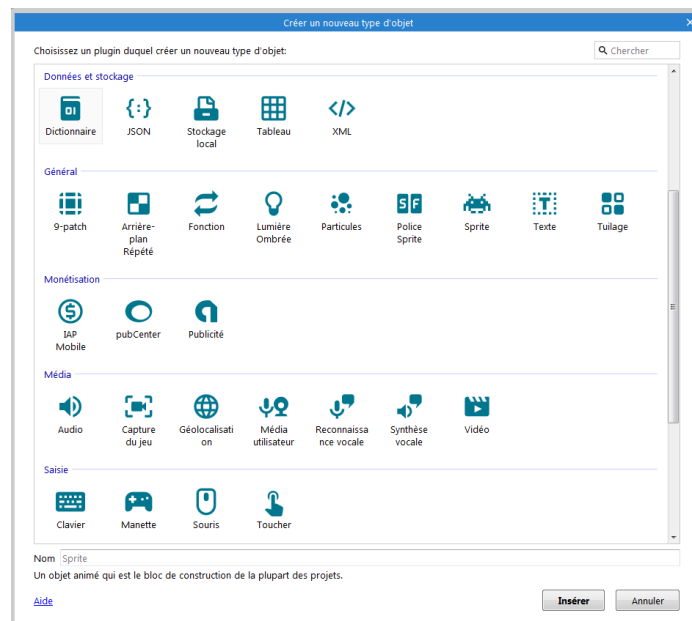 Créer un nouveau type d'objet
Choisissez un plugin duquel créer un nouveau type d'objet:
Chercher
Données et stockage
Dictionnaire
JSON
Stockage
local
Tableau
XML
Général
9-patch
Arrière-
plan
Répété
Fonction
Lumière
Ombrée
Particules
Police
Sprite
Sprite
Texte
Tuilage
Monétisation
IAP
Mobile
pubCenter
Publicité
Média
Audio
Capture
du jeu
Géolocalisati
on
Média
utilisateur
Reconnaissa
nce vocale
Synthèse
vocale
Vidéo
Saisie
Clavier
Manette
Souris
Toucher
Nom Sprite
Un objet animé qui est le bloc de construction de la plupart des projets.
Aide
Insérer
Annuler